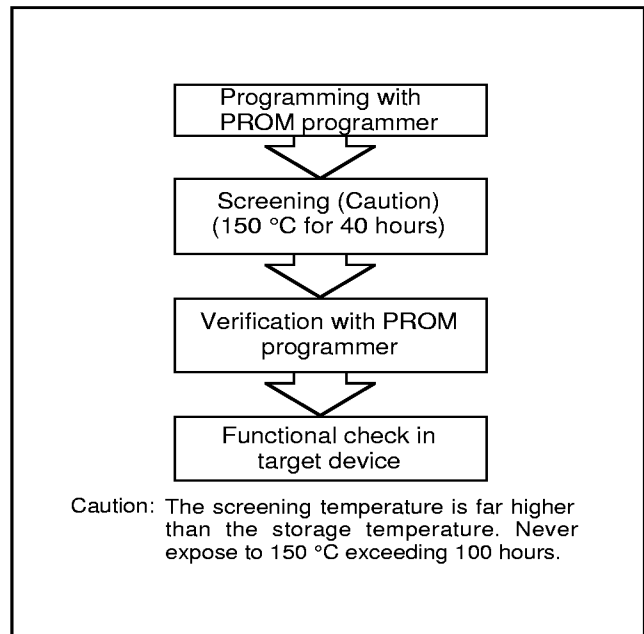 Programming with
PROM programmer
Screening (Caution)
(150 °C for 40 hours)
Verification with PROM
programmer
Functional check in
target device
Caution: The screening temperature is far higher
than the storage temperature. Never
expose to 150 °C exceeding 100 hours.